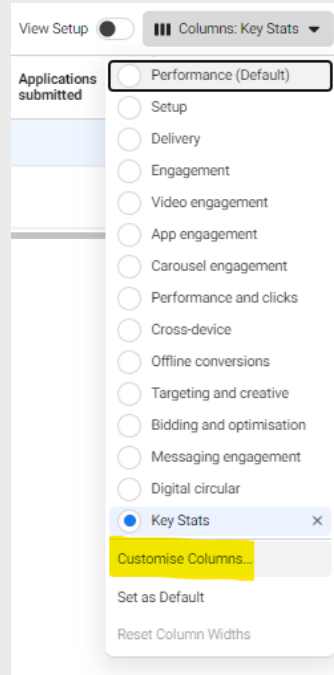 View Setup
Columns: Key Stats
Applications
submitted
Performance (Default)
Setup
Delivery
Engagement
Video engagement
App engagement
Carousel engagement
Performance and clicks
Cross-device
Offline conversions
Targeting and creative
Bidding and optimisation
Messaging engagement
Digital circular
Key Stats
Customise Columns...
Set as Default
Reset Column Widths